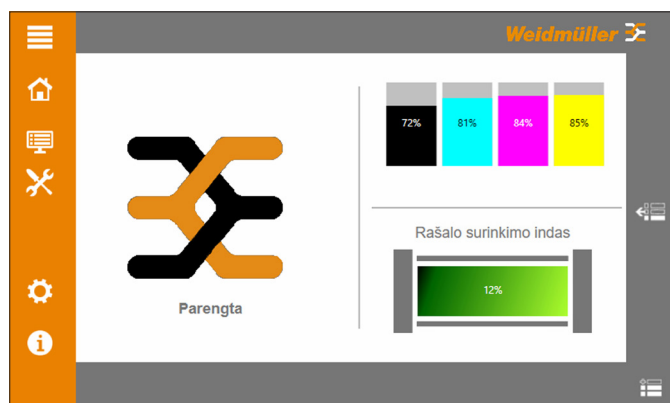 Weidmüller
72%
81%
84%
85%
Rašalo surinkimo indas
12%
Parengta